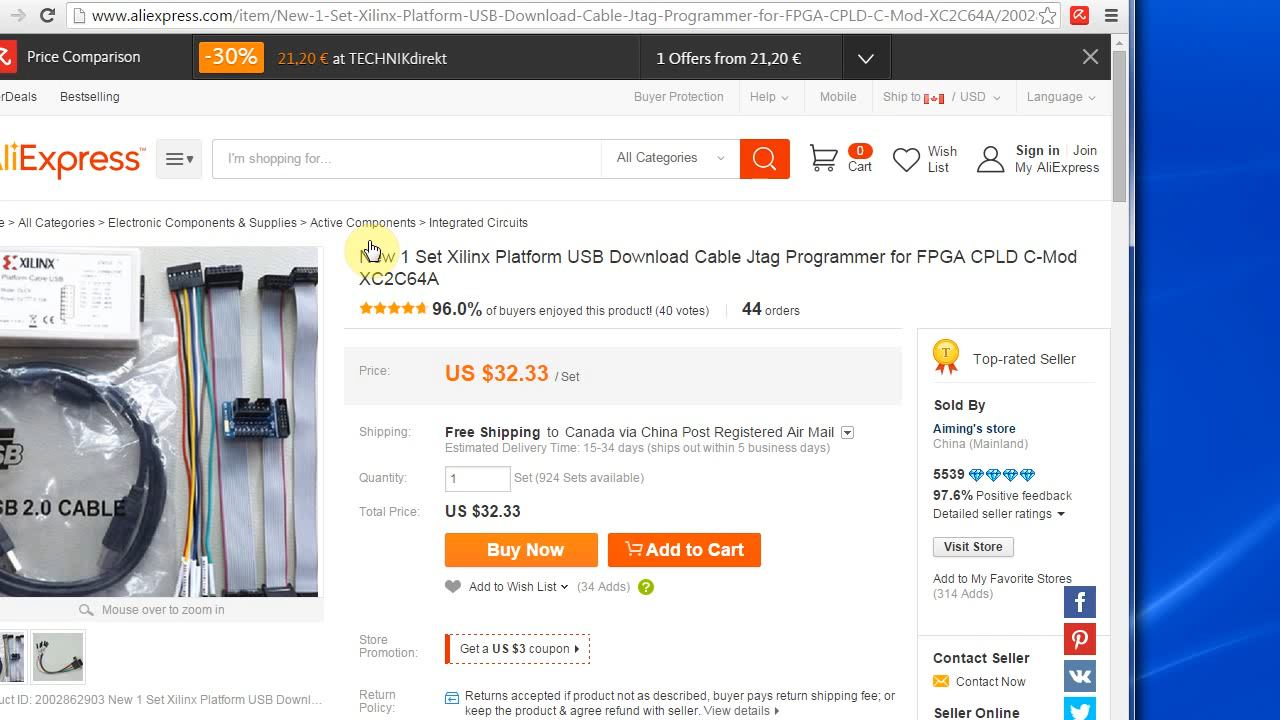 www.aliexpress.com/item/New-1-Set-Xilinx-Platform-USB-Download-Cable-Jtag-Programmer-for-FPGA-CPLD-C-Mod-XC2C64A/2002
Price Comparison
-30% 21,20 € at TECHNIKdirekt
1 Offers from 21,20 €
rDeals Bestselling
Buyer Protection Help Mobile Ship to / USD Language
AliExpress™
I'm shopping for...
All Categories
0
Cart
Wish
List
Sign in Join
My AliExpress
e > All Categories > Electronic Components & Supplies > Active Components > Integrated Circuits
New 1 Set Xilinx Platform USB Download Cable Jtag Programmer for FPGA CPLD C-Mod
XC2C64A
96.0% of buyers enjoyed this product! (40 votes) 44 orders
XILINX
Platform Cable USB
SB 2.0 CABLE
Mouse over to zoom in
uct ID: 2002862903 New 1 Set Xilinx Platform USB Downl...
Price: US $32.33 / Set
Shipping: Free Shipping to Canada via China Post Registered Air Mail
Estimated Delivery Time: 15-34 days (ships out within 5 business days)
Quantity: 1 Set (924 Sets available)
Total Price: US $32.33
Buy Now Add to Cart
Add to Wish List (34 Adds) ?
Store
Promotion:
Get a US $3 coupon
Return
Policy:
Returns accepted if product not as described, buyer pays return shipping fee; or
keep the product & agree refund with seller. View details
T Top-rated Seller
Sold By
Aiming's store
China (Mainland)
5539
97.6% Positive feedback
Detailed seller ratings
Visit Store
Add to My Favorite Stores
(314 Adds)
Contact Seller
Contact Now
Seller Online